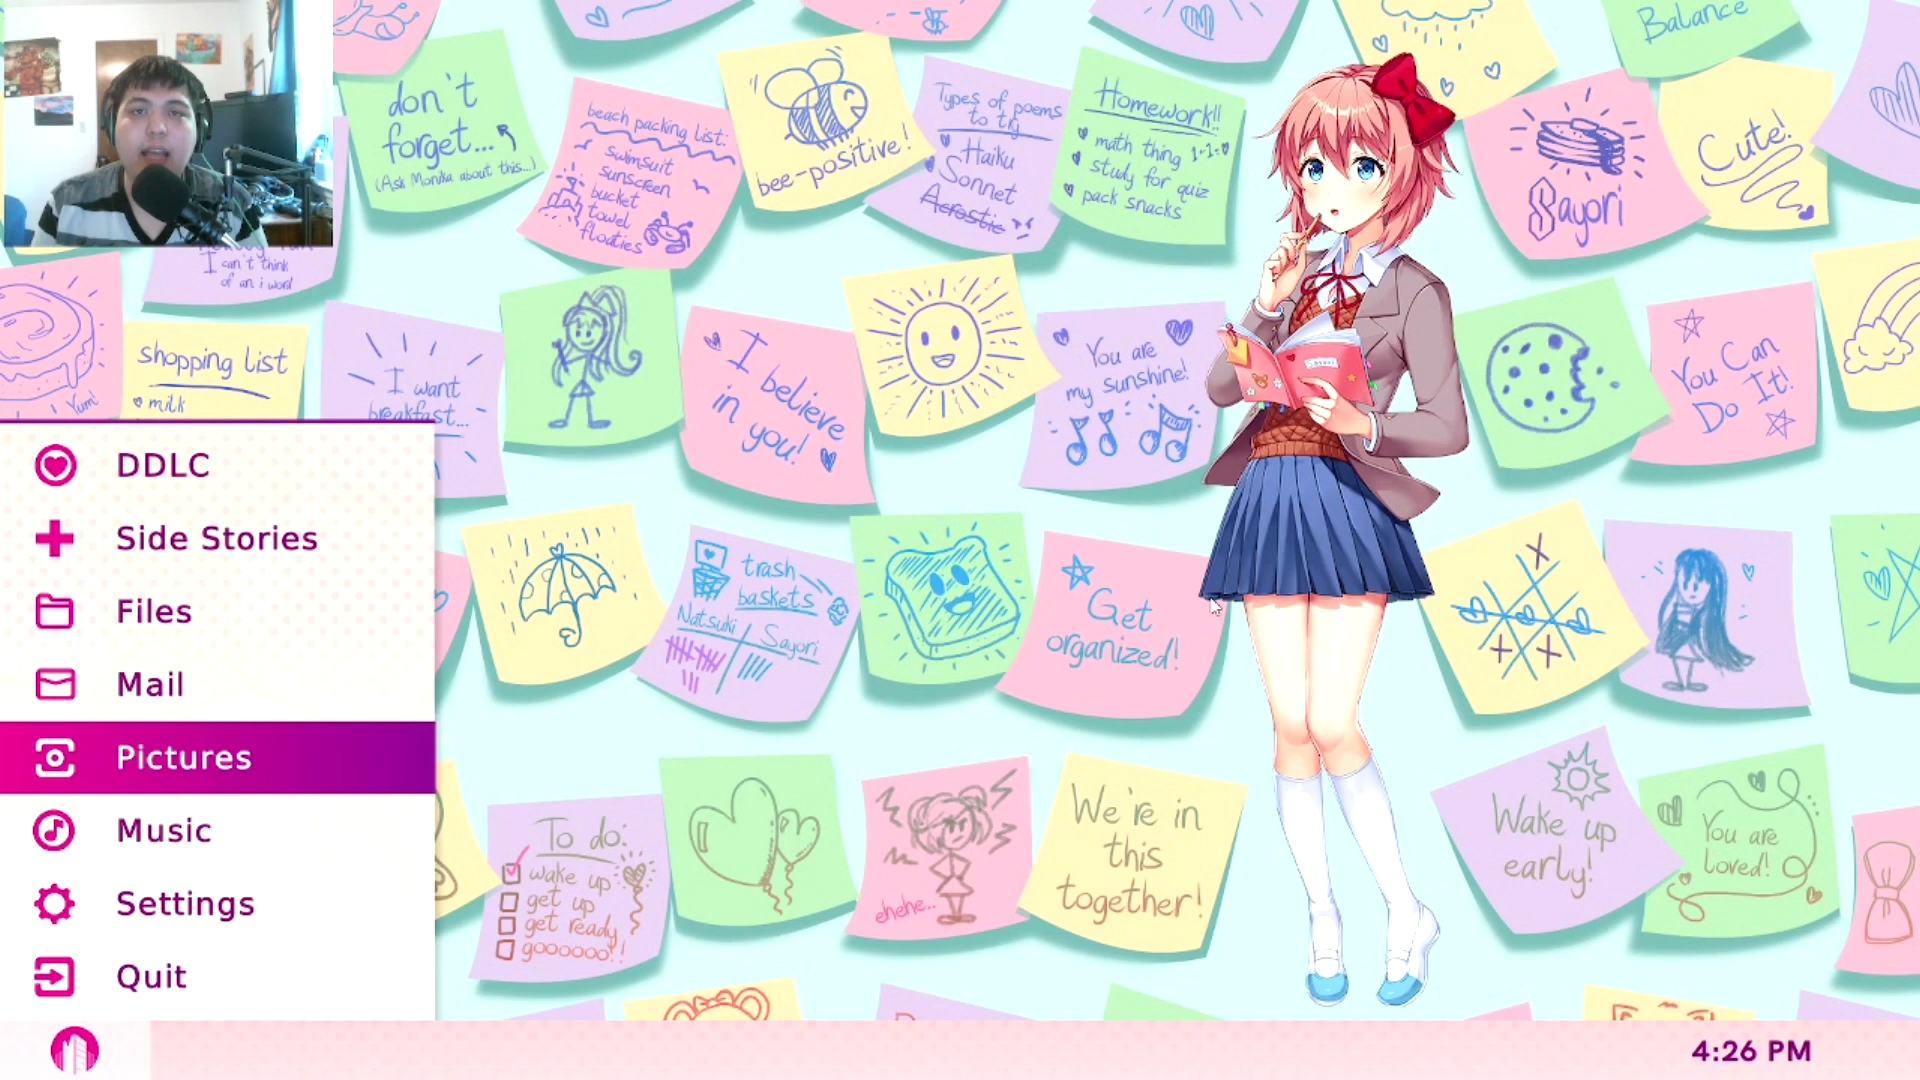 Balance
don't
forget...
(Ask Monika about this...)
beach packing list:
swimsuit
sunscreen
bucket
towel
floaties
bee-positive!
Types of poems
to try
Haiku
Sonnet
Acrostic
Homework!!
math thing 1+1=
study for quiz
pack snacks
Sayori
Cute!
I can't think
of an i word
Yum!
shopping list
milk
I want
breakfast...
I believe
in you!
You are
my sunshine!
You Can
Do It!
DDLC
Side Stories
Files
Mail
Pictures
Music
Settings
Quit
trash
baskets
Natsuki
Sayori
Get
organized!
X
X X
To do:
wake up
get up
get ready
goooooo!!
ehehe...
We're in
this
together!
Wake up
early!
You are
loved!
4:26 PM